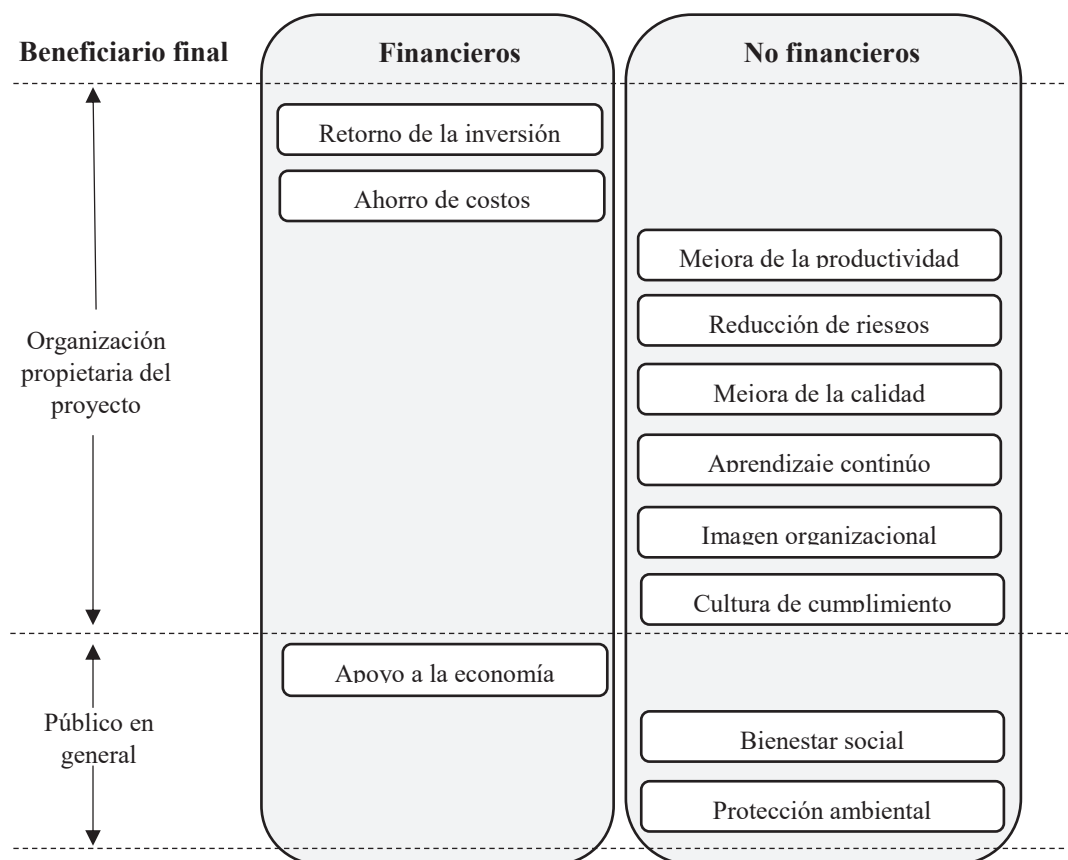 Beneficiario final
Financieros
No financieros
Retorno de la inversión
Ahorro de costos
Mejora de la productividad
Reducción de riesgos
Organización
propietaria del
proyecto
Mejora de la calidad
Aprendizaje continúo
Imagen organizacional
Cultura de cumplimiento
Apoyo a la economía
Público en
general
Bienestar social
Protección ambiental